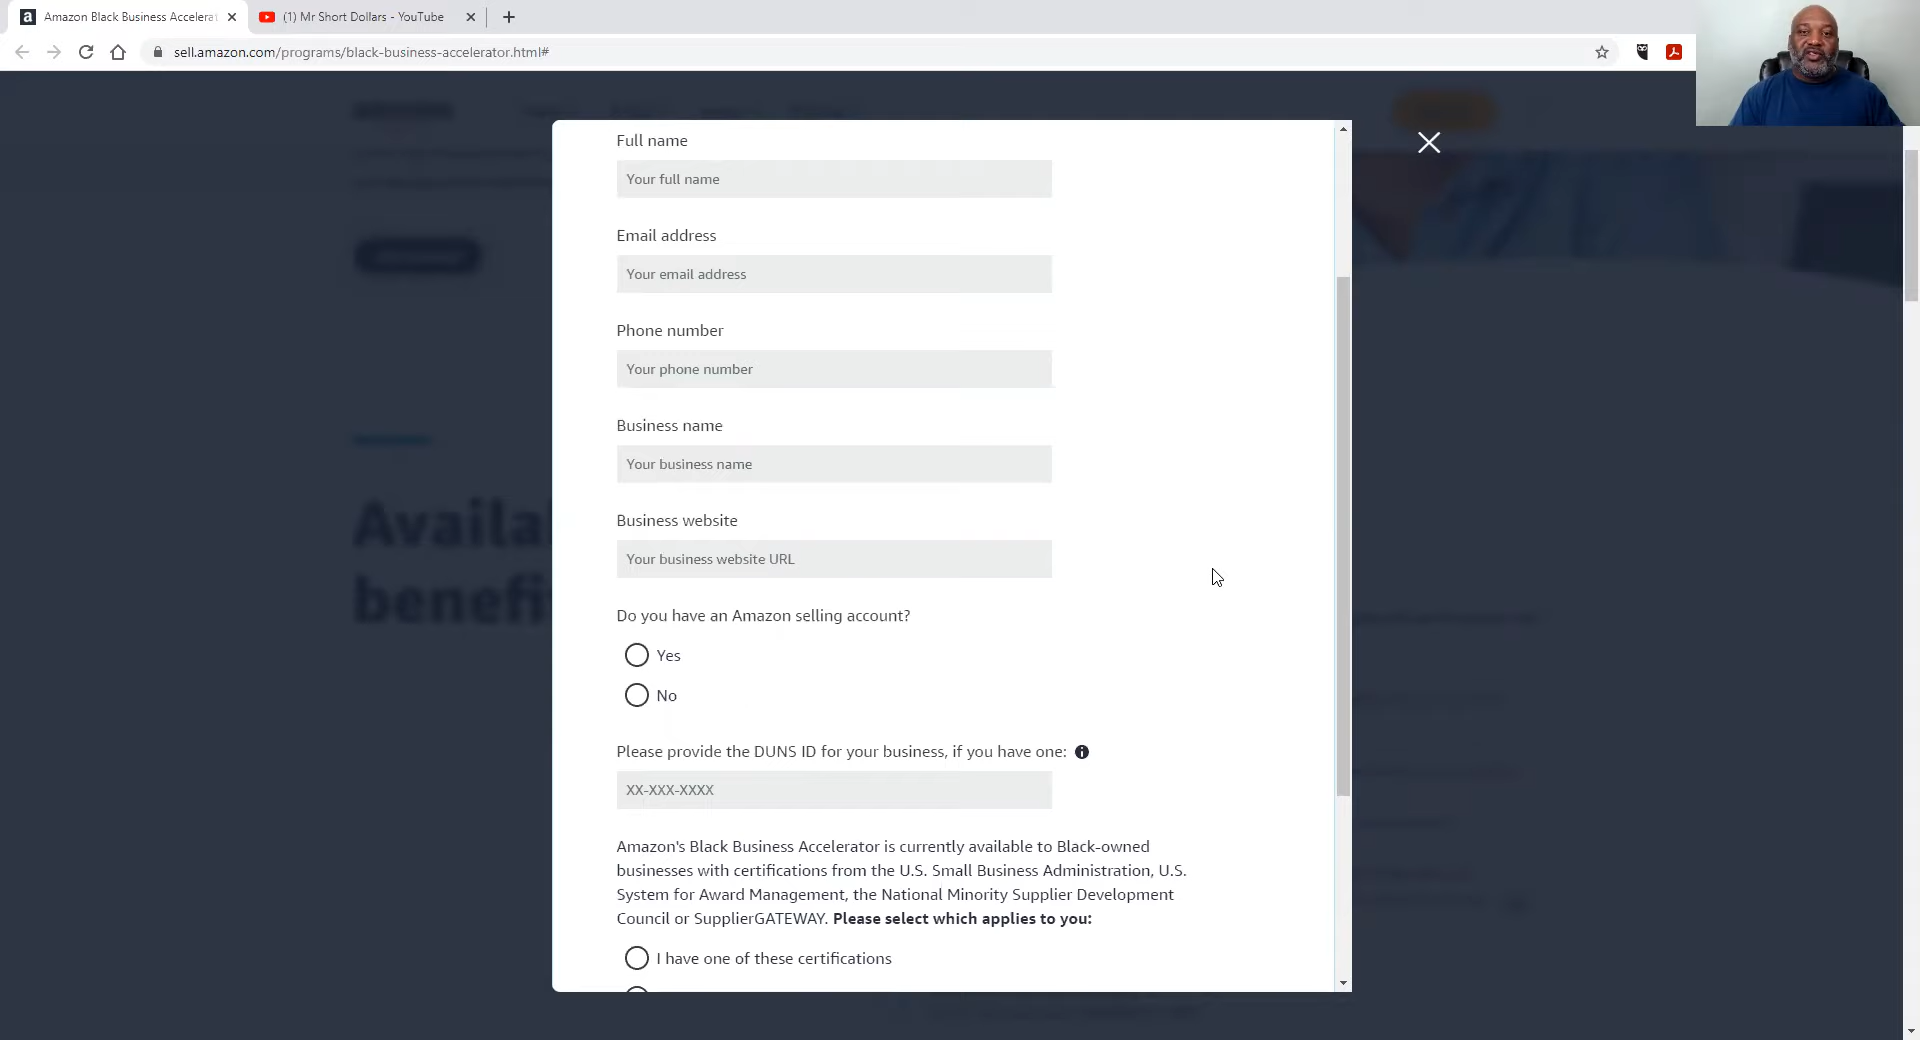 Amazon Black Business Accelerat
(1) Mr Short Dollars - YouTube
sell.amazon.com/programs/black-business-accelerator.html#
Full name
Your full name
Email address
Your email address
Phone number
Your phone number
Business name
Your business name
Business website
Your business website URL
Availa
benefi
Do you have an Amazon selling account?
Yes
No
Please provide the DUNS ID for your business, if you have one:
XX-XXX-XXXX
Amazon's Black Business Accelerator is currently available to Black-owned
businesses with certifications from the U.S. Small Business Administration, U.S.
System for Award Management, the National Minority Supplier Development
Council or SupplierGATEWAY. Please select which applies to you:
I have one of these certifications